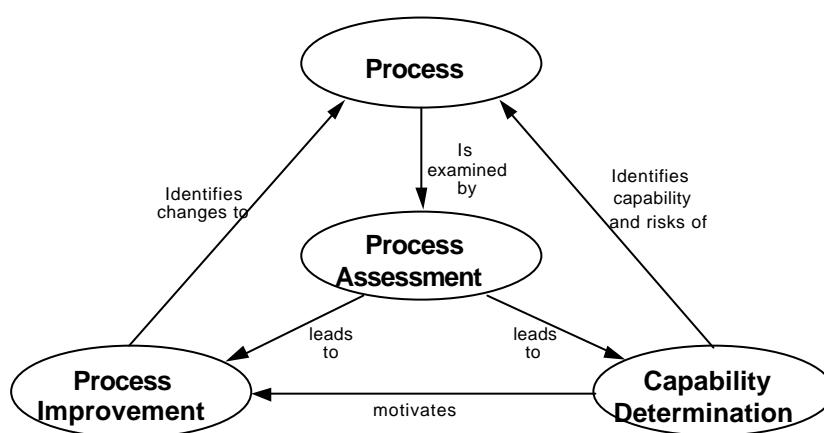 Process
Is
examined
by
Identifies
changes to
Identifies
capability
and risks of
Process
Assessment
leads
to
leads
to
Process
Improvement
motivates
Capability
Determination